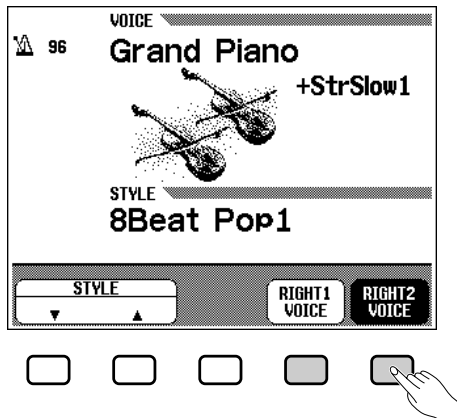 VOICE
96
Grand Piano
+StrSlow1
STYLE
8Beat Pop1
STYLE
▼ ▲
RIGHT1
VOICE
RIGHT2
VOICE